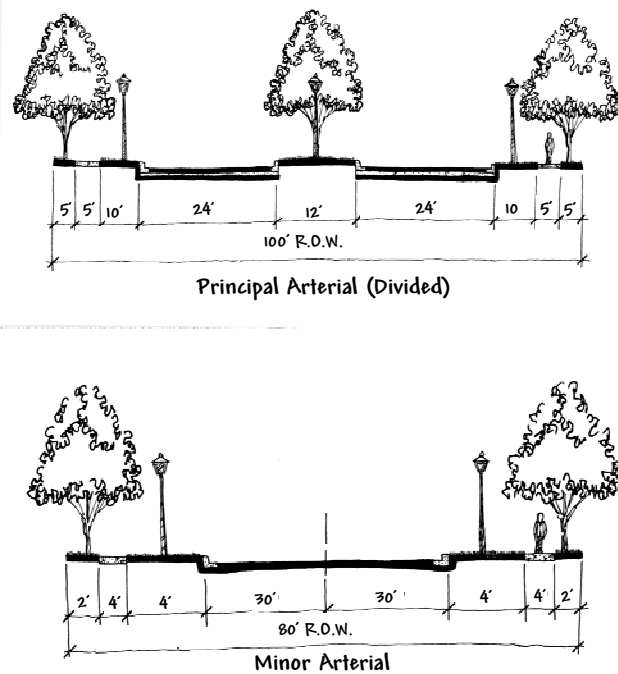 5' 5' 10' 24' 12' 24' 10 5' 5'
100' R.O.W.
Principal Arterial (Divided)
2' 4' 4' 30' 30' 4' 4' 2'
80' R.O.W.
Minor Arterial